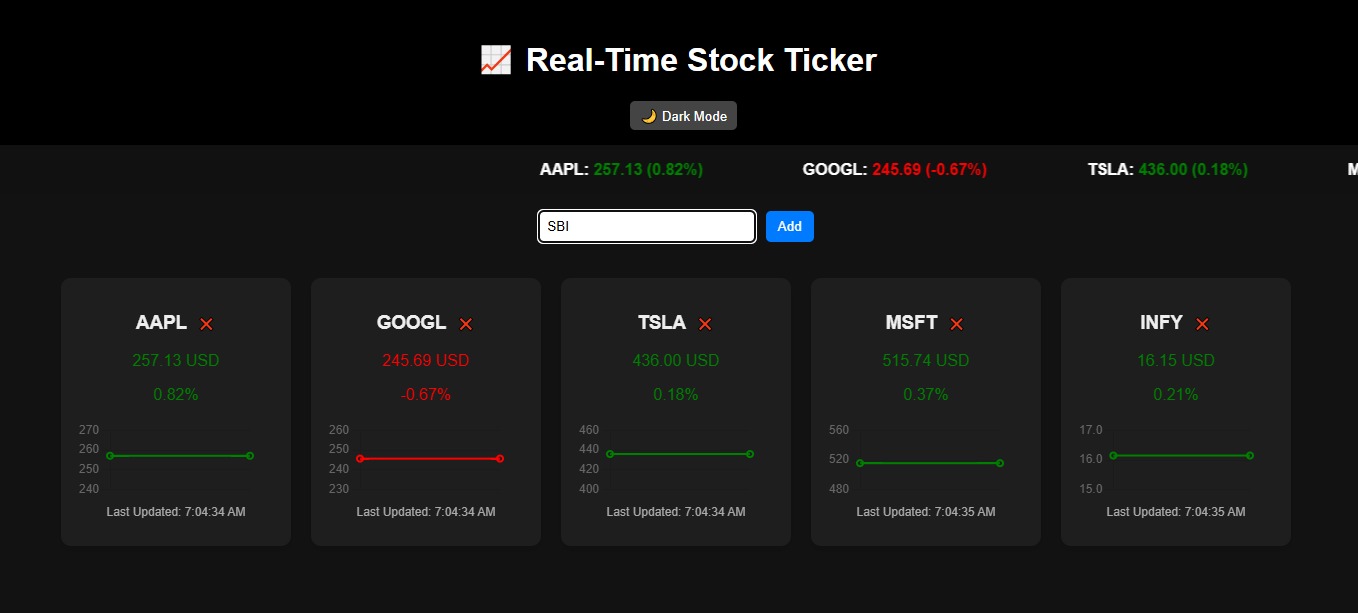 📈 Real-Time Stock Ticker
🌙 Dark Mode
AAPL: 257.13 (0.82%) GOOGL: 245.69 (-0.67%) TSLA: 436.00 (0.18%) M
SBI Add
AAPL ❌ GOOGL ❌ TSLA ❌ MSFT ❌ INFY ❌
257.13 USD 245.69 USD 436.00 USD 515.74 USD 16.15 USD
0.82% -0.67% 0.18% 0.37% 0.21%
270 260 460 560 17.0
260 250 440 520 16.0
250 240 420 480 15.0
240 230 400
Last Updated: 7:04:34 AM Last Updated: 7:04:34 AM Last Updated: 7:04:34 AM Last Updated: 7:04:35 AM Last Updated: 7:04:35 AM